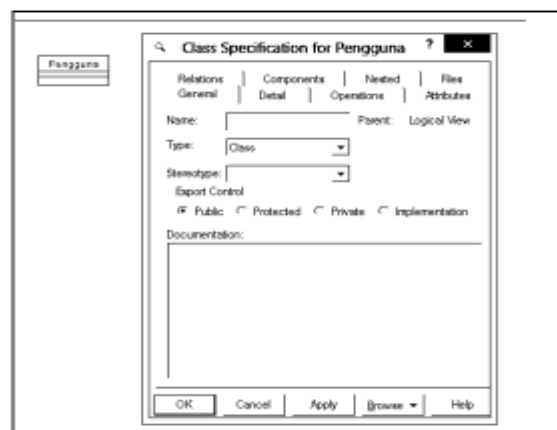 Pengguna
Class Specification for Pengguna ?
Relations Components Nested Files
General Detail Operations Attributes
Name: Parent: Logical View
Type: Class
Stereotype:
Export Control
Public Protected Private Implementation
Documentation:
OK Cancel Apply Browse Help